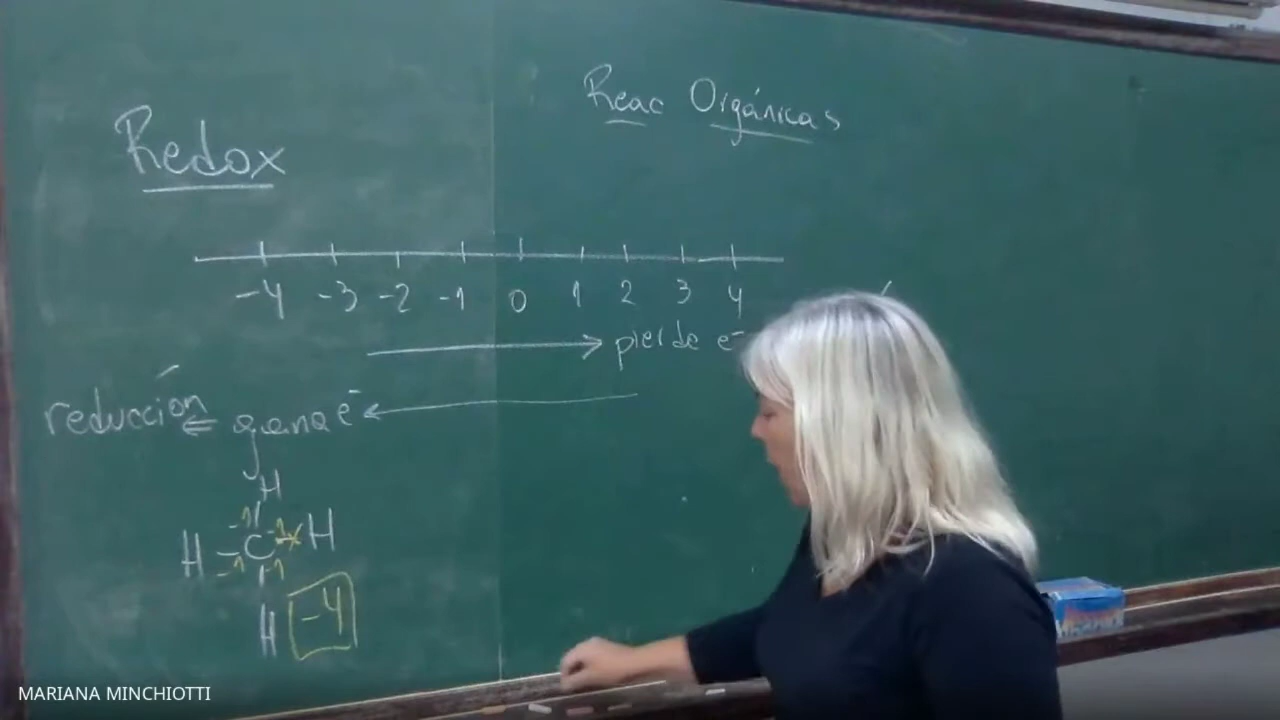 Reac Orgánicas
Redox
-4 -3 -2 -1 0 1 2 3 4
pierde e-
reducción ⇐ gana e-
H
-1
H - C -1 H
-1 -1
H -4
MARIANA MINCHIOTTI